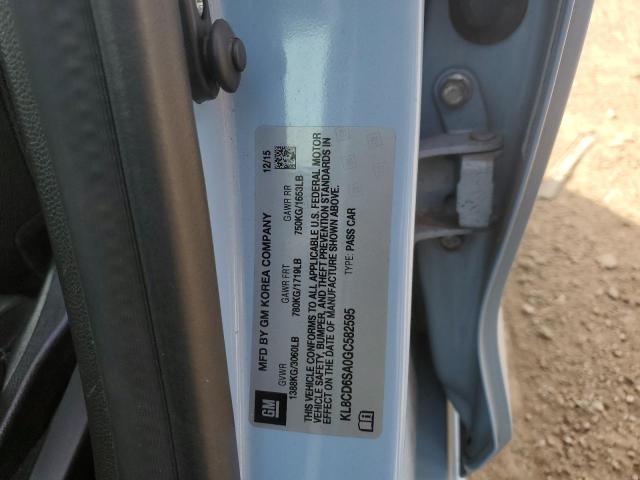 MFD BY GM KOREA COMPANY 12/15
GVWR GAWR FRT GAWR RR
1388KG/3060LB 780KG/1719LB 750KG/1653LB
THIS VEHICLE CONFORMS TO ALL APPLICABLE U.S. FEDERAL MOTOR
VEHICLE SAFETY, BUMPER, AND THEFT PREVENTION STANDARDS IN
EFFECT ON THE DATE OF MANUFACTURE SHOWN ABOVE.
TYPE: PASS CAR
KL8CD6SA0GC582595
GM